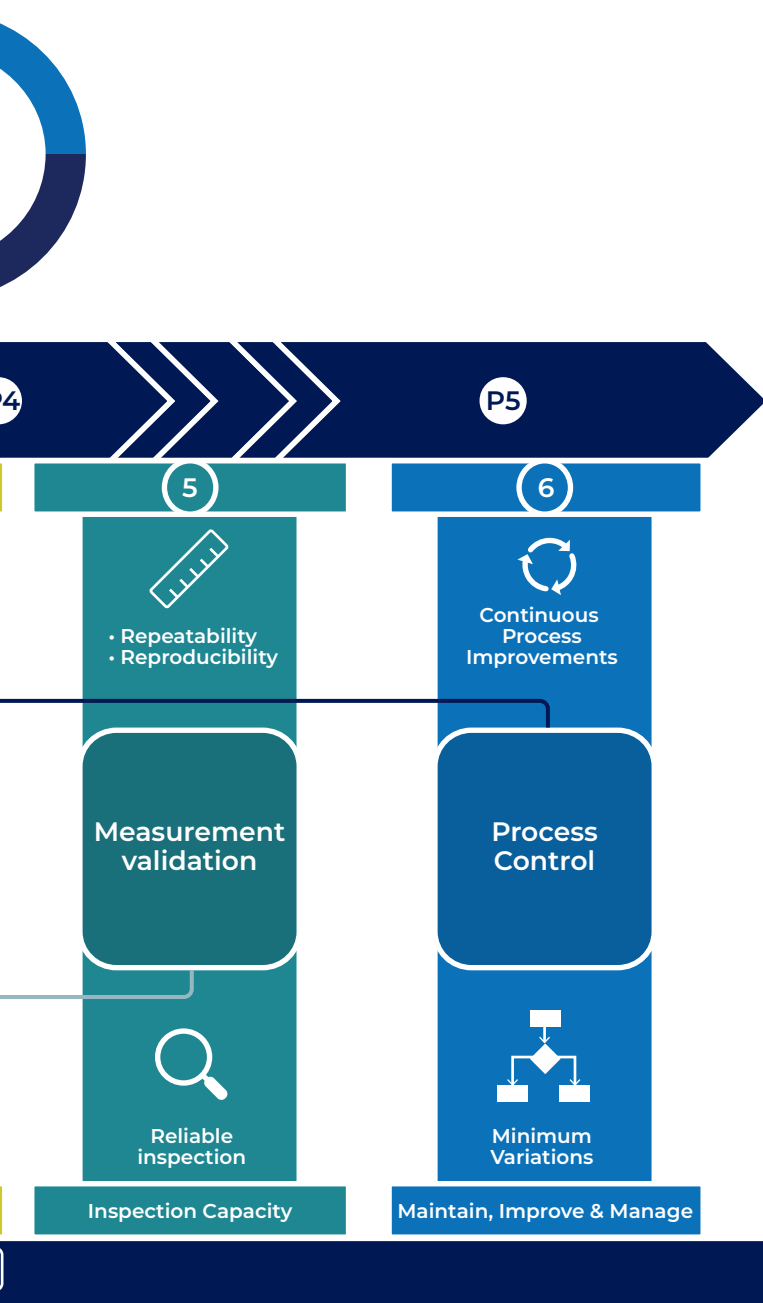 P4
P5
5
6
• Repeatability
• Reproducibility
Continuous
Process
Improvements
Measurement
validation
Process
Control
Reliable
inspection
Minimum
Variations
Inspection Capacity
Maintain, Improve & Manage